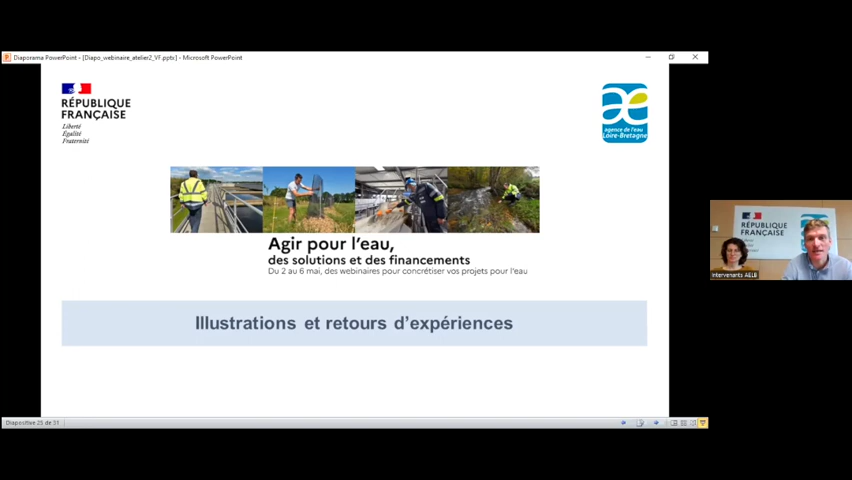 Diaporama PowerPoint - [Diapo_webinaire_atelier2_VF.pptx] - Microsoft PowerPoint
RÉPUBLIQUE
FRANÇAISE
Liberté
Égalité
Fraternité
agence de l'eau
Loire-Bretagne
Agir pour l'eau,
des solutions et des financements
Du 2 au 6 mai, des webinaires pour concrétiser vos projets pour l'eau
Illustrations et retours d'expériences
RÉPUBLIQUE
FRANÇAISE
Intervenants AELB
Diapositive 25 de 31